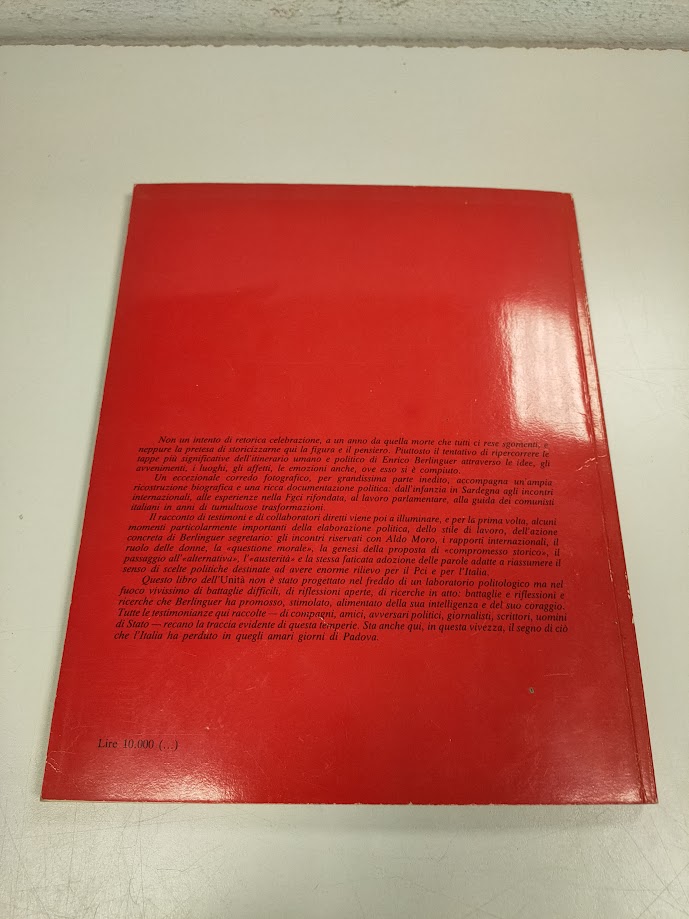 Non un intento di retorica celebrazione, a un anno da quella morte che tutti ci rese sgomenti, e
neppure la pretesa di storicizzarne qui la figura e il pensiero. Piuttosto il tentativo di ripercorrere le
tappe più significative dell'itinerario umano e politico di Enrico Berlinguer attraverso le idee, gli
avvenimenti, i luoghi, gli affetti, le emozioni anche, ove esso si è compiuto.
Un eccezionale corredo fotografico, per grandissima parte inedito, accompagna un'ampia
ricostruzione biografica e una ricca documentazione politica: dall'infanzia in Sardegna agli incontri
internazionali, alle esperienze nella Fgci rifondata, al lavoro parlamentare, alla guida dei comunisti
italiani in anni di tumultuose trasformazioni.
Il racconto di testimoni e di collaboratori diretti viene poi a illuminare, e per la prima volta, alcuni
momenti particolarmente importanti della elaborazione politica, dello stile di lavoro, dell'azione
concreta di Berlinguer segretario: gli incontri riservati con Aldo Moro, i rapporti internazionali, il
ruolo delle donne, la «questione morale», la genesi della proposta di «compromesso storico», il
passaggio all'«alternativa», l'«austerità» e la stessa faticata adozione delle parole adatte a riassumere il
senso di scelte politiche destinate ad avere enorme rilievo per il Pci e per l'Italia.
Questo libro dell'Unità non è stato progettato nel freddo di un laboratorio politologico ma nel
fuoco vivissimo di battaglie difficili, di riflessioni aperte, di ricerche in atto: battaglie e riflessioni e
ricerche che Berlinguer ha promosso, stimolato, alimentato della sua intelligenza e del suo coraggio.
Tutte le testimonianze qui raccolte — di compagni, amici, avversari politici, giornalisti, scrittori, uomini
di Stato — recano la traccia evidente di questa temperie. Sta anche qui, in questa vivezza, il segno di ciò
che l'Italia ha perduto in quegli amari giorni di Padova.
Lire 10.000 (...)